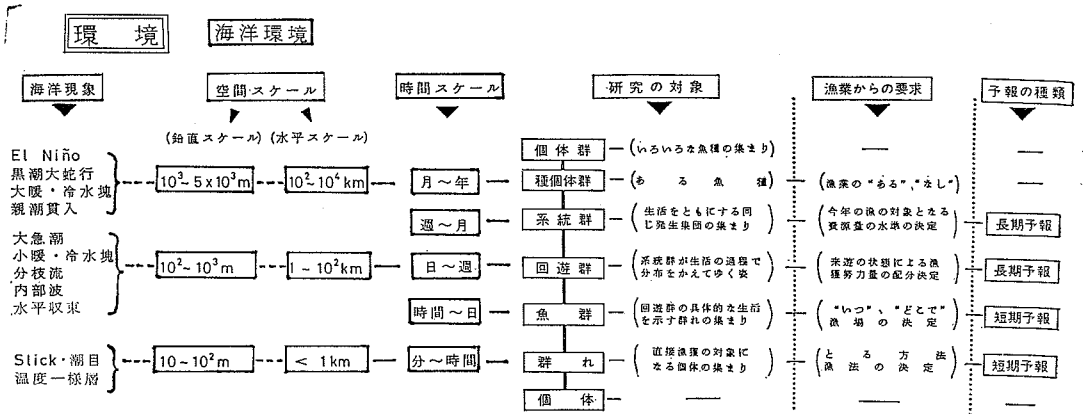 環境
海洋環境
海洋現象
空間スケール
時間スケール
研究の対象
漁業からの要求
予報の種類
(鉛直スケール) (水平スケール)
個体群 (いろいろな魚種の集まり) — —
El Niño
黒潮大蛇行
大暖・冷水塊
親潮貫入
10³~5x10³m
10²~10⁴km
月~年
種個体群 (ある魚種) (漁業の"ある","なし") —
週~月
系統群
(生活をともにする同
じ発生集団の集まり)
(今年の漁の対象となる
資源量の水準の決定)
長期予報
大急潮
小暖・冷水塊
分枝流
内部波
水平収束
10²~10³m
1~10²km
日~週
回遊群
(系統群が生活の過程で
分布をかえてゆく姿)
(来遊の状態による漁
獲努力量の配分決定)
長期予報
時間~日
魚群
(回遊群の具体的な生活
を示す群れの集まり)
("いつ"、"どこで"
漁場の決定)
短期予報
Slick・潮目
温度一様層
10~10²m
< 1km
分~時間
群れ
(直接漁獲の対象に
なる個体の集まり)
(とる方法
漁法の決定)
短期予報
個体 — — —